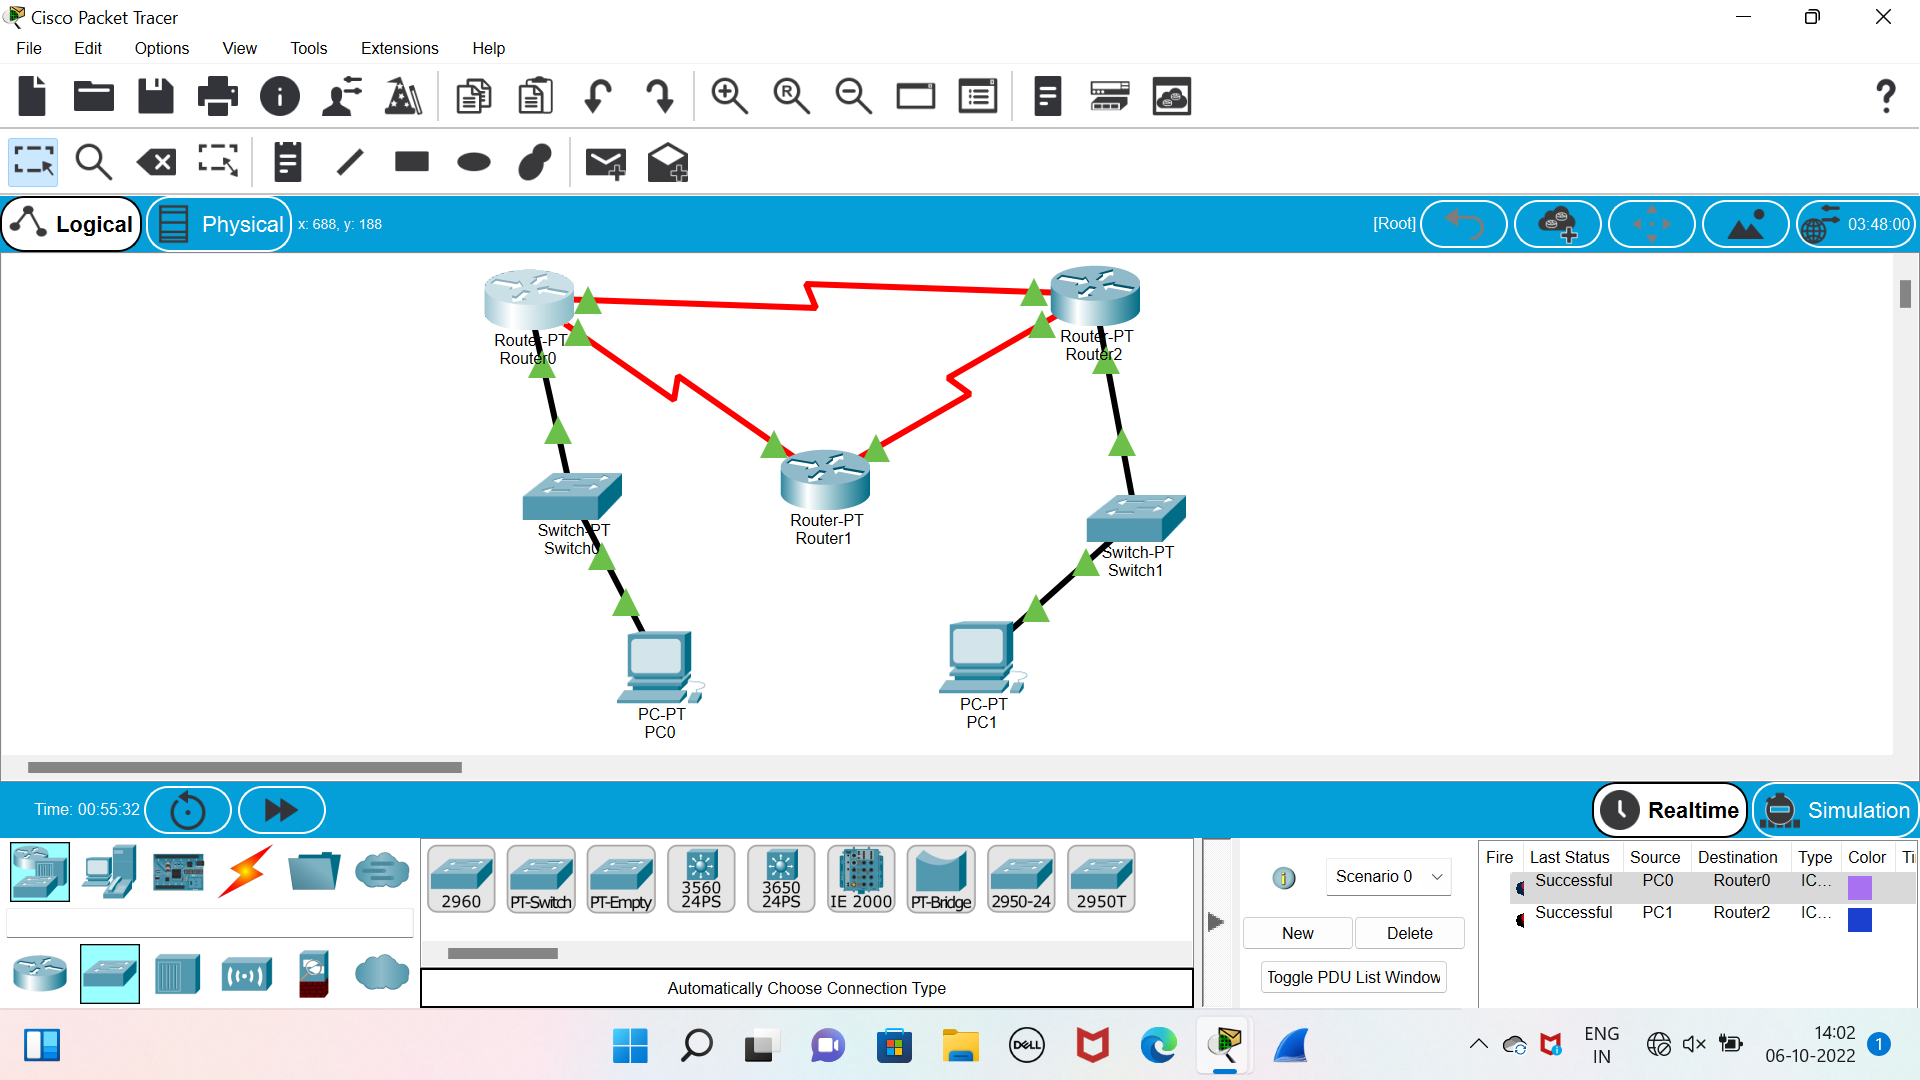 Cisco Packet Tracer
File Edit Options View Tools Extensions Help
Logical Physical x: 688, y: 188 [Root] 03:48:00
Router-PT
Router0
Router-PT
Router2
Router-PT
Router1
Switch-PT
Switch0
Switch-PT
Switch1
PC-PT
PC0
PC-PT
PC1
Time: 00:55:32 Realtime Simulation
2960 PT-Switch PT-Empty 3560 24PS 3650 24PS IE 2000 PT-Bridge 2950-24 2950T
Automatically Choose Connection Type
Scenario 0
New Delete
Toggle PDU List Window
Fire Last Status Source Destination Type Color Ti
Successful PC0 Router0 IC...
Successful PC1 Router2 IC...
DELL
ENG
IN
14:02
06-10-2022
1